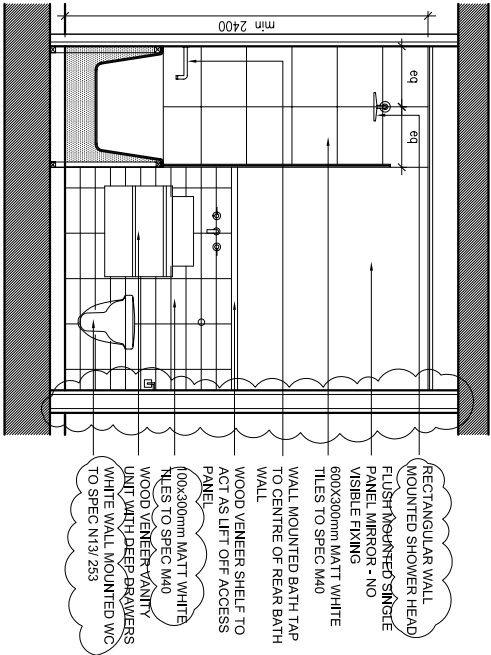 min 2400
eq
eq
RECTANGULAR WALL
MOUNTED SHOWER HEAD
FLUSH MOUNTED SINGLE
PANEL MIRROR - NO
VISIBLE FIXING
600X300mm MATT WHITE
TILES TO SPEC M40
WALL MOUNTED BATH TAP
TO CENTRE OF REAR BATH
WALL
WOOD VENEER SHELF TO
ACT AS LIFT OFF ACCESS
PANEL
100x300mm MATT WHITE
TILES TO SPEC M40
WOOD VENEER VANITY
UNIT WITH DEEP DRAWERS
WHITE WALL MOUNTED WC
TO SPEC N13/ 253